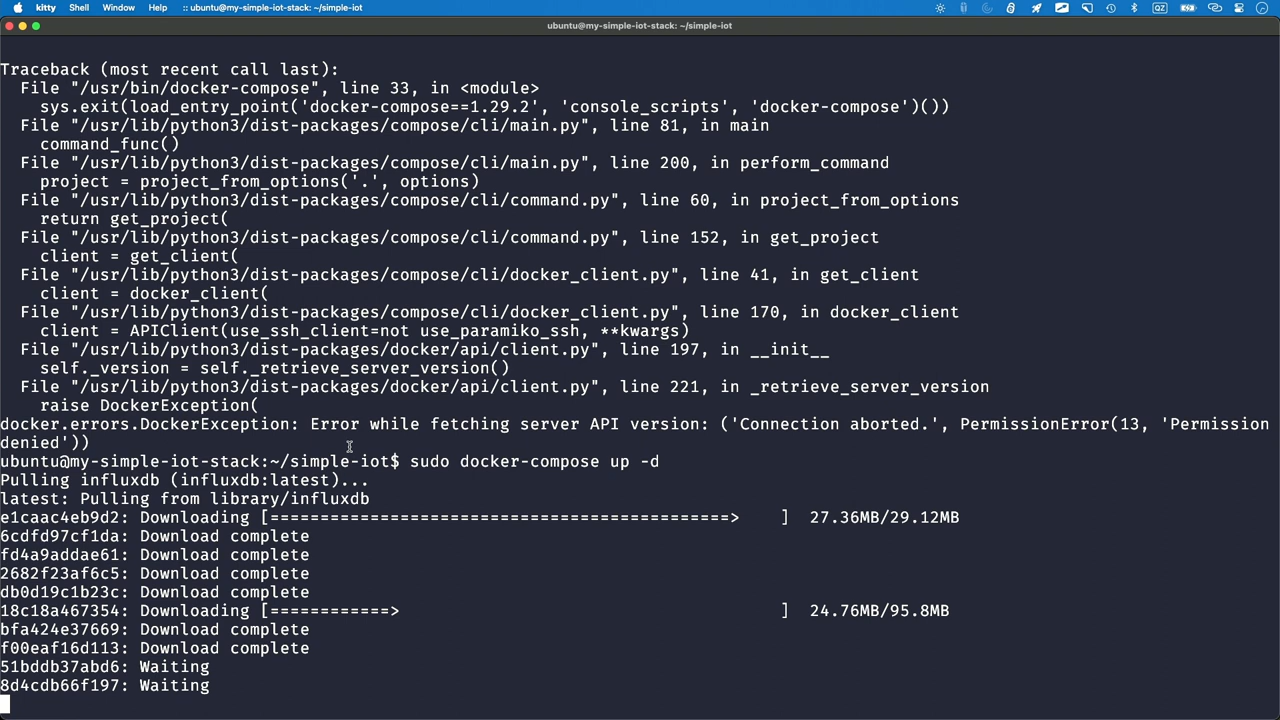 kitty Shell Window Help :: ubuntu@my-simple-iot-stack: ~/simple-iot QZ
ubuntu@my-simple-iot-stack: ~/simple-iot
Traceback (most recent call last):
  File "/usr/bin/docker-compose", line 33, in <module>
    sys.exit(load_entry_point('docker-compose==1.29.2', 'console_scripts', 'docker-compose')())
  File "/usr/lib/python3/dist-packages/compose/cli/main.py", line 81, in main
    command_func()
  File "/usr/lib/python3/dist-packages/compose/cli/main.py", line 200, in perform_command
    project = project_from_options('.', options)
  File "/usr/lib/python3/dist-packages/compose/cli/command.py", line 60, in project_from_options
    return get_project(
  File "/usr/lib/python3/dist-packages/compose/cli/command.py", line 152, in get_project
    client = get_client(
  File "/usr/lib/python3/dist-packages/compose/cli/docker_client.py", line 41, in get_client
    client = docker_client(
  File "/usr/lib/python3/dist-packages/compose/cli/docker_client.py", line 170, in docker_client
    client = APIClient(use_ssh_client=not use_paramiko_ssh, **kwargs)
  File "/usr/lib/python3/dist-packages/docker/api/client.py", line 197, in __init__
    self._version = self._retrieve_server_version()
  File "/usr/lib/python3/dist-packages/docker/api/client.py", line 221, in _retrieve_server_version
    raise DockerException(
docker.errors.DockerException: Error while fetching server API version: ('Connection aborted.', PermissionError(13, 'Permission
denied'))
ubuntu@my-simple-iot-stack:~/simple-iot$ sudo docker-compose up -d
Pulling influxdb (influxdb:latest)...
latest: Pulling from library/influxdb
e1caac4eb9d2: Downloading [==============================================>    ]  27.36MB/29.12MB
6cdfd97cf1da: Download complete
fd4a9addae61: Download complete
2682f23af6c5: Download complete
db0d19c1b23c: Download complete
18c18a467354: Downloading [============>                                      ]  24.76MB/95.8MB
bfa424e37669: Download complete
f00eaf16d113: Download complete
51bddb37abd6: Waiting
8d4cdb66f197: Waiting